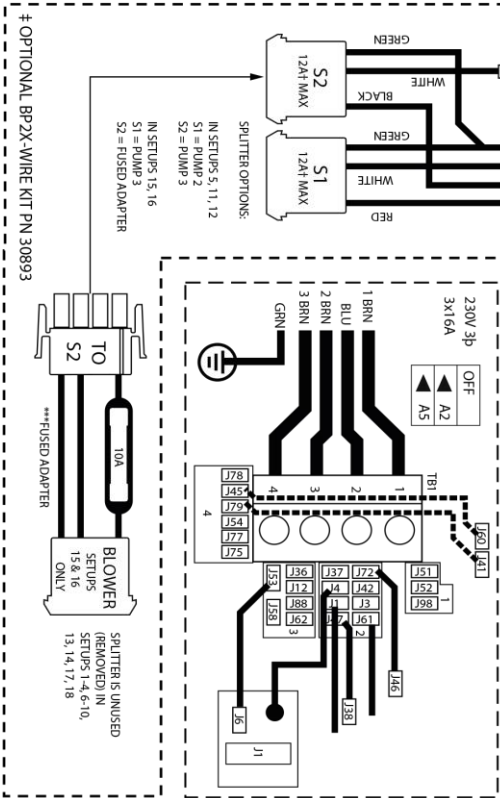 GREEN
WHITE
BLACK
GREEN
WHITE
RED
S2
12A† MAX
S1
12A† MAX
SPLITTER OPTIONS:
IN SETUPS 5, 11, 12
S1 = PUMP 2
S2 = PUMP 3
IN SETUPS 15, 16
S1 = PUMP 3
S2 = FUSED ADAPTER
‡ OPTIONAL BP2X-WIRE KIT PN 30893
TO
S2
10A
***FUSED ADAPTER
BLOWER
SETUPS
15 & 16
ONLY
SPLITTER IS UNUSED
(REMOVED) IN
SETUPS 1-4, 6-10,
13, 14, 17, 18
230V 3þ
3x16A
OFF
A2
A5
1 BRN
BLU
2 BRN
3 BRN
GRN
TB1
1
2
3
4
J78
J45
J79
J54
J77
J75
4
J60
J41
J51
J52
J98
1
J72
J42
J3
J61
J37
J4
J1
J47
2
J36
J12
J88
J62
J53
J58
3
J46
J38
J6
J1